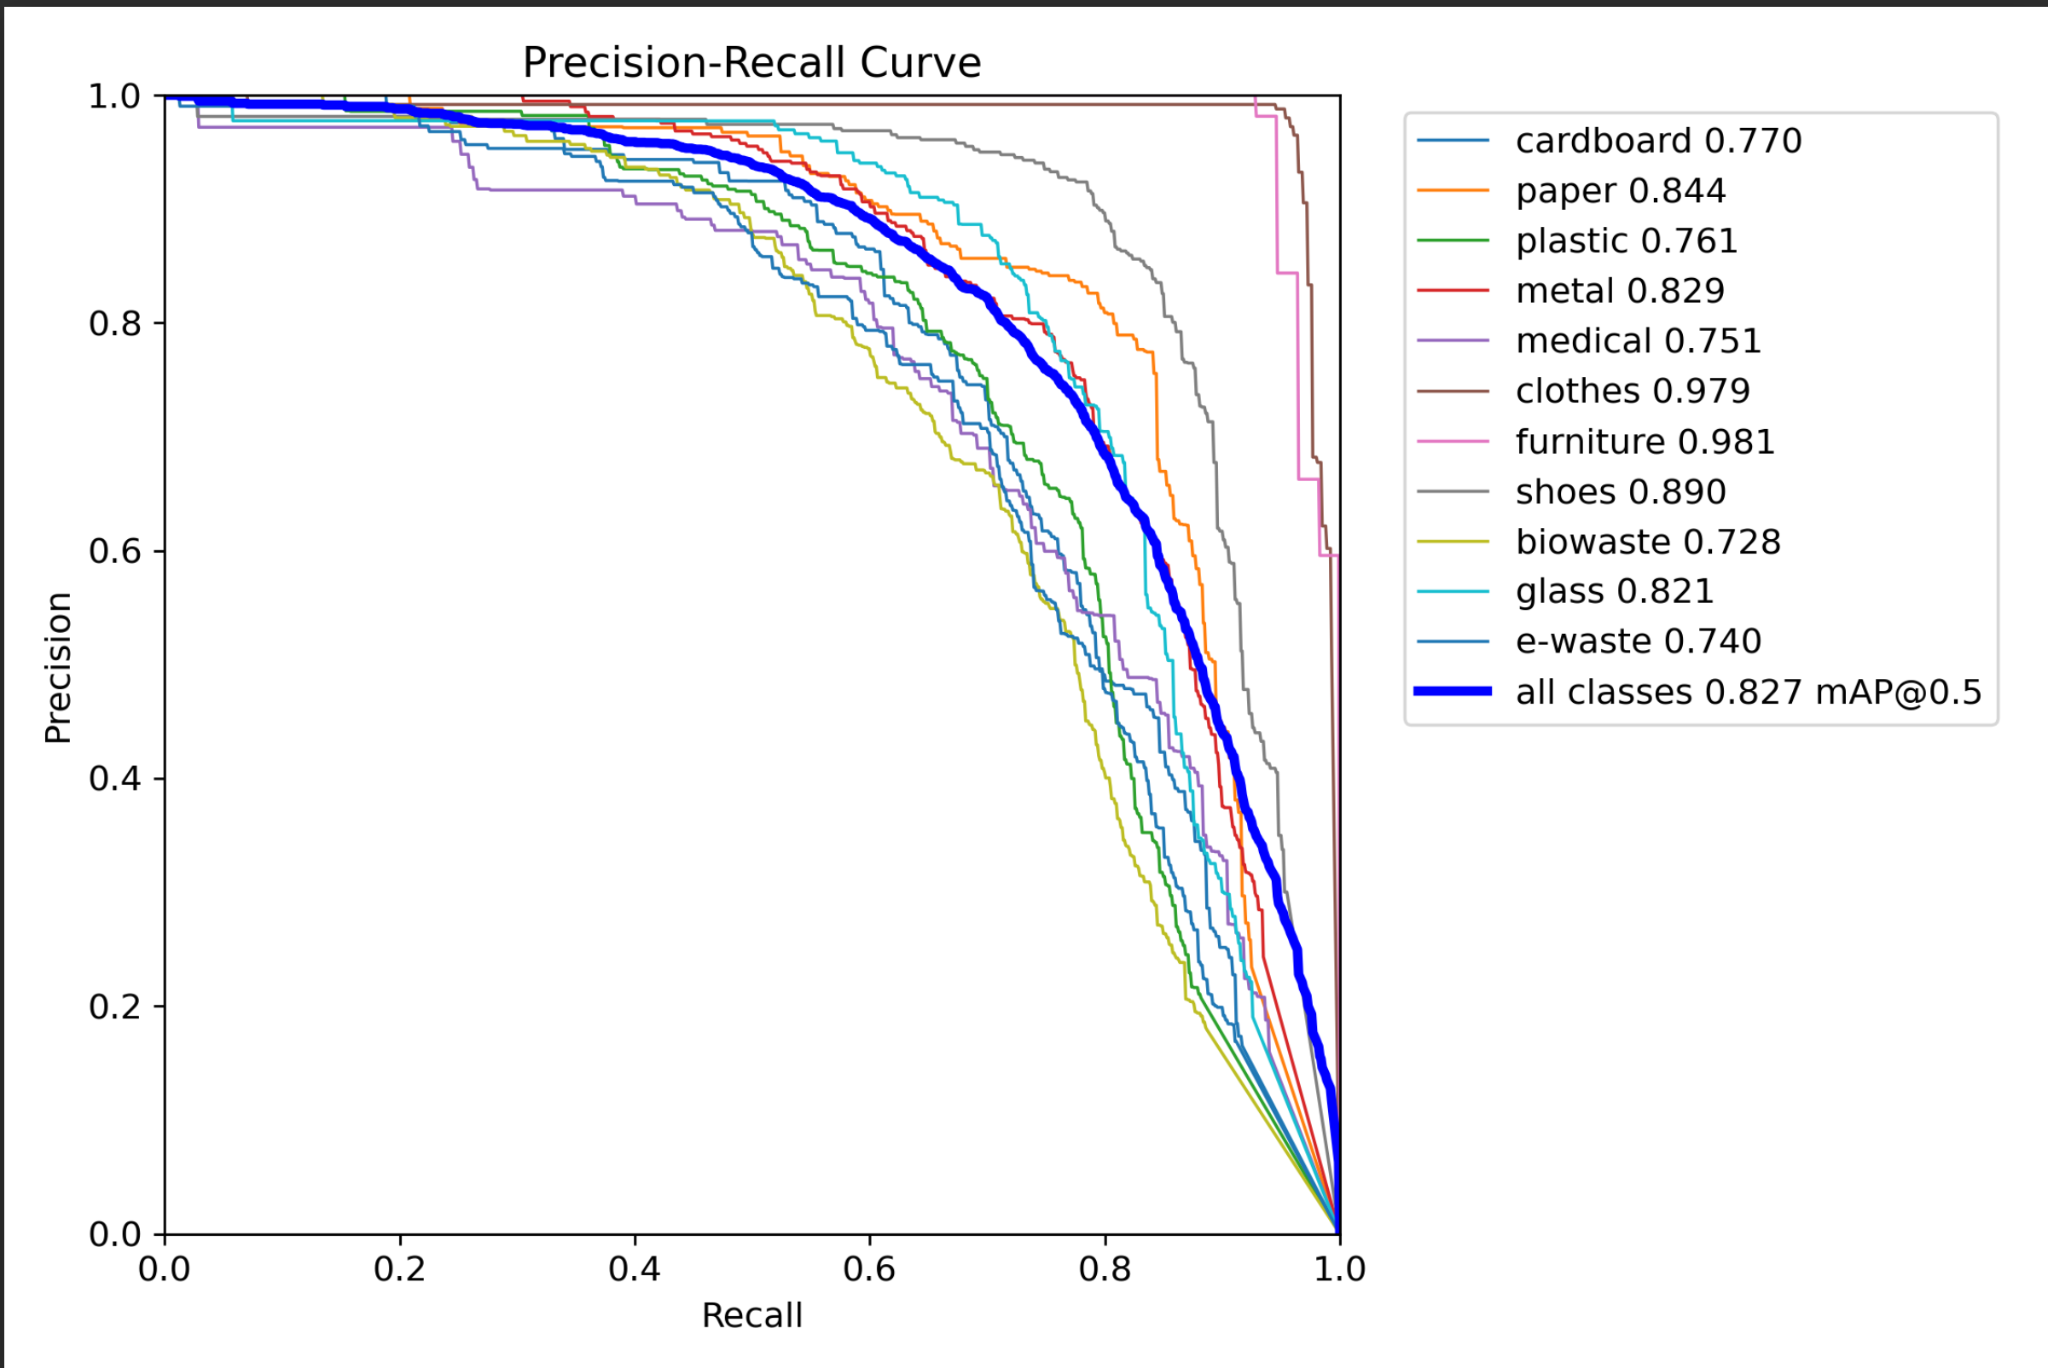 Precision-Recall Curve
1.0
0.8
0.6
0.4
0.2
0.0
Precision
0.0 0.2 0.4 0.6 0.8 1.0
Recall
cardboard 0.770
paper 0.844
plastic 0.761
metal 0.829
medical 0.751
clothes 0.979
furniture 0.981
shoes 0.890
biowaste 0.728
glass 0.821
e-waste 0.740
all classes 0.827 mAP@0.5